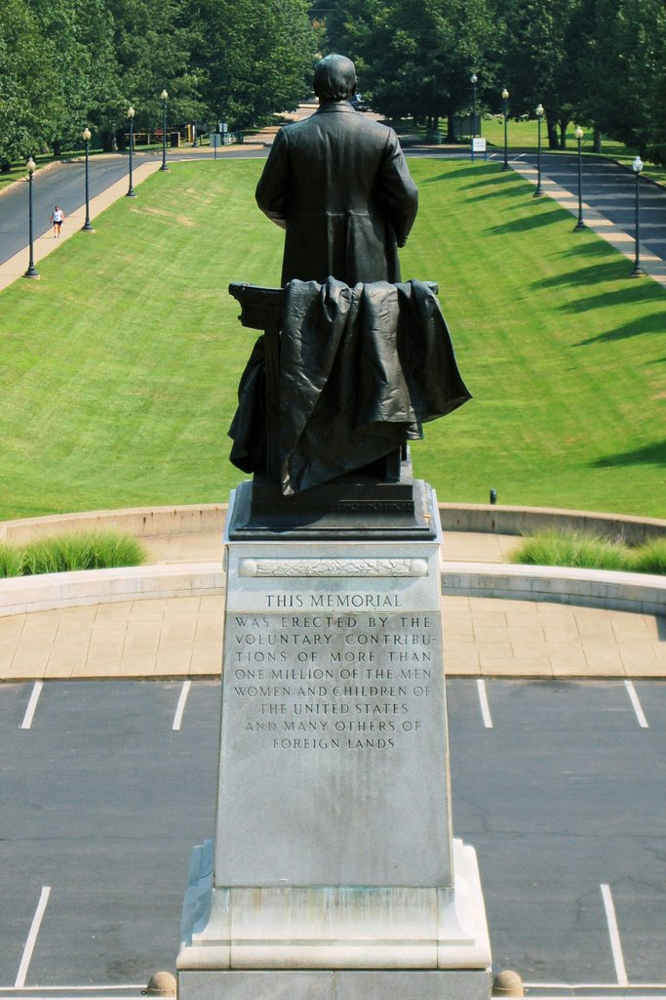 THIS MEMORIAL
WAS ERECTED BY THE
VOLUNTARY CONTRIBU-
TIONS OF MORE THAN
ONE MILLION OF THE MEN
WOMEN AND CHILDREN OF
THE UNITED STATES
AND MANY OTHERS OF
FOREIGN LANDS